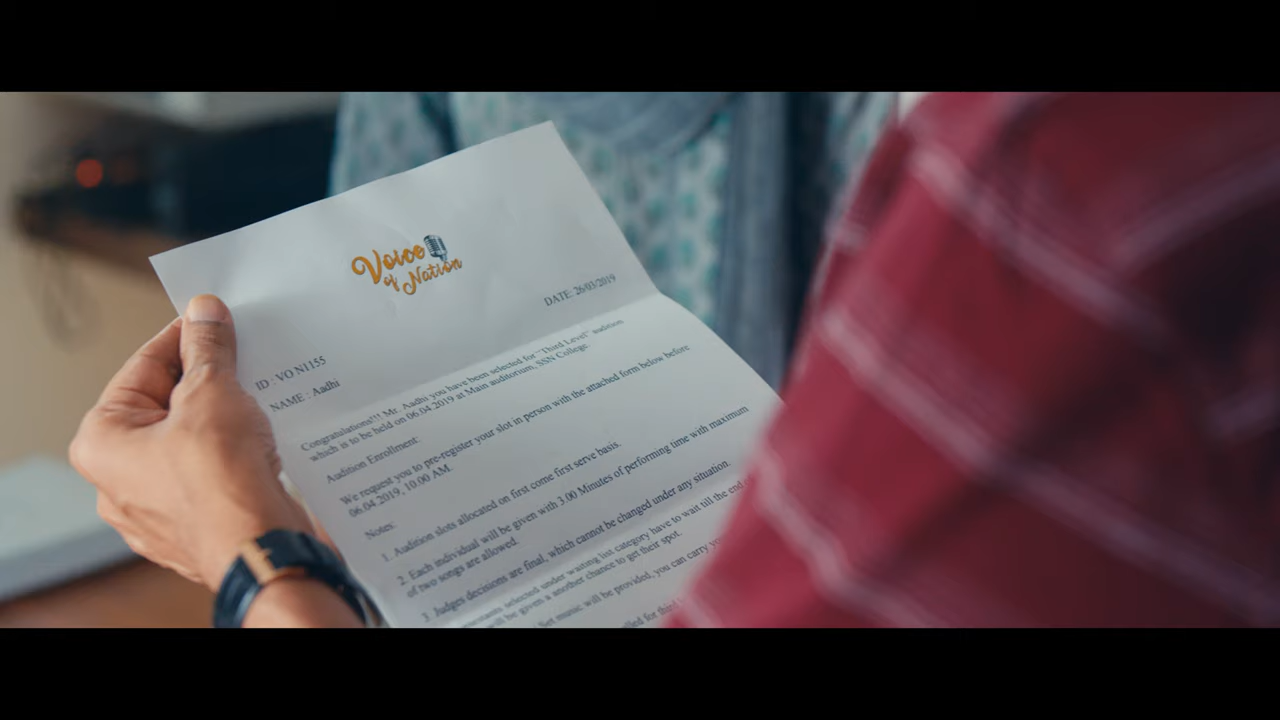 Voice
of Nation
DATE: 26/03/2019
ID : VO N1155
NAME : Aadhi
Congratulations!!! Mr. Aadhi you have been selected for "Third Level" audition
which is to be held on 06.04.2019 at Main auditorium, SSN College.
Audition Enrollment:
We request you to pre-register your slot in person with the attached form below before
06.04.2019, 10.00 AM.
Notes:
1. Audition slots allocated on first come first serve basis.
2. Each individual will be given with 3.00 Minutes of performing time with maximum
of two songs are allowed.
3. Judges decisions are final, which cannot be changed under any situation.
selected under waiting list category have to wait till the end
will be given a another chance to get their spot.
music will be provided, you can carry
for